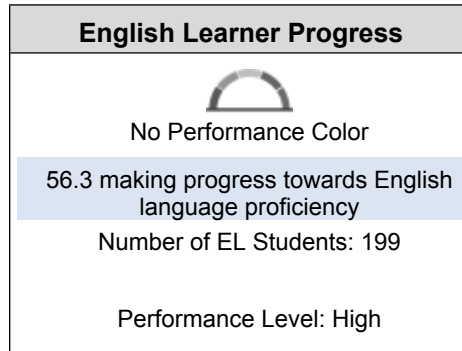 English Learner Progress
No Performance Color
56.3 making progress towards English
language proficiency
Number of EL Students: 199
Performance Level: High